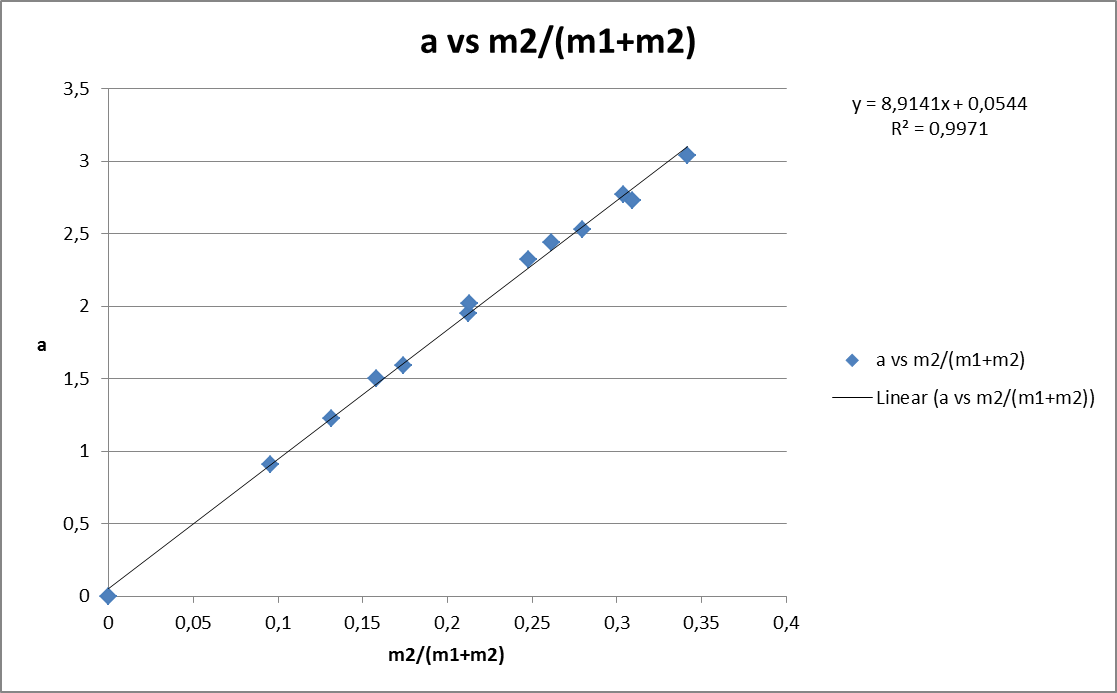 a vs m2/(m1+m2)
y = 8,9141x + 0,0544
R² = 0,9971
3,5
3
2,5
2
1,5
1
0,5
0
a
0 0,05 0,1 0,15 0,2 0,25 0,3 0,35 0,4
m2/(m1+m2)
a vs m2/(m1+m2)
Linear (a vs m2/(m1+m2))